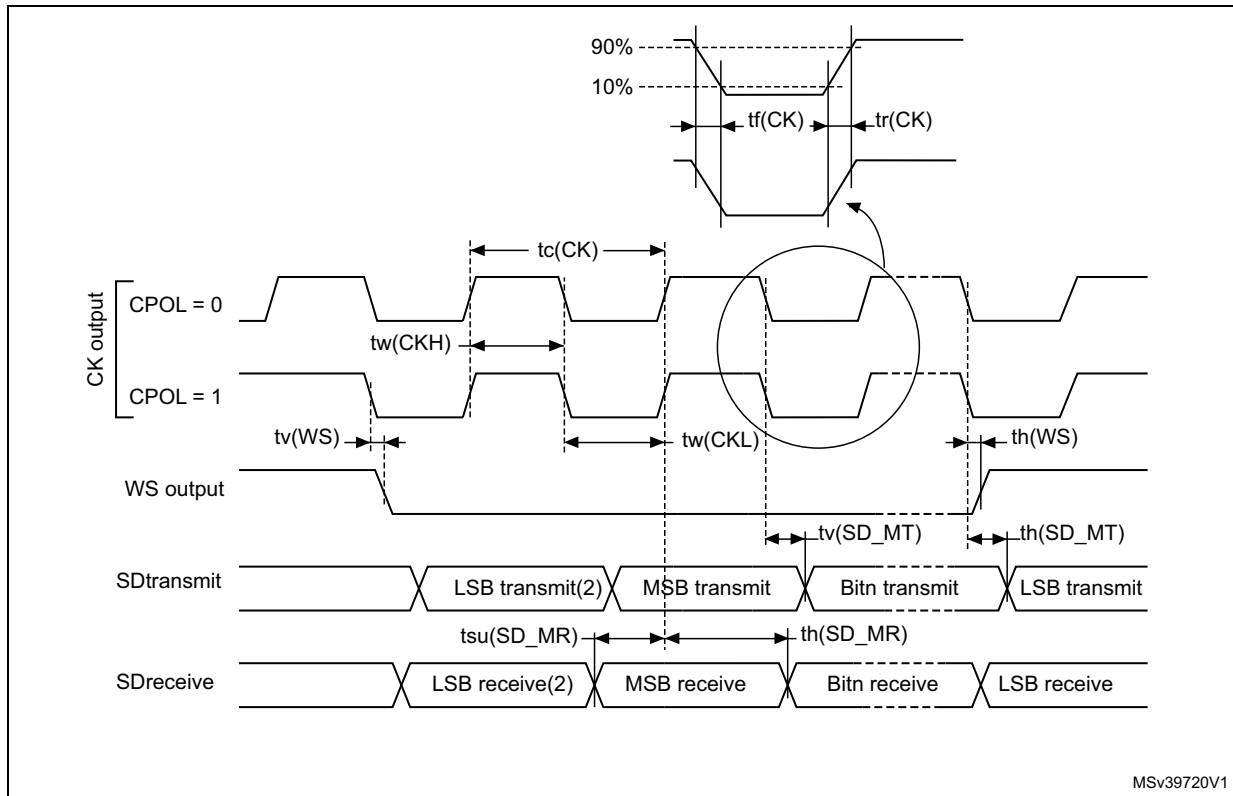 90%
10%
tf(CK)
tr(CK)
tc(CK)
CK output
CPOL = 0
tw(CKH)
CPOL = 1
tv(WS)
tw(CKL)
th(WS)
WS output
tv(SD_MT)
th(SD_MT)
SDtransmit
LSB transmit(2)
MSB transmit
Bitn transmit
LSB transmit
tsu(SD_MR)
th(SD_MR)
SDreceive
LSB receive(2)
MSB receive
Bitn receive
LSB receive
MSv39720V1